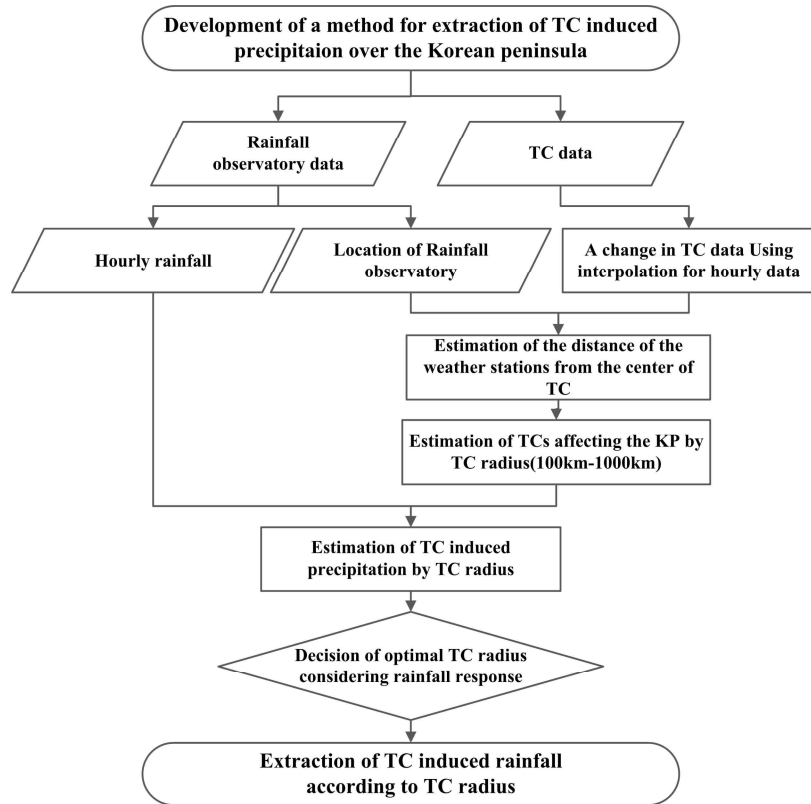 Development of a method for extraction of TC induced
precipitaion over the Korean peninsula
Rainfall
observatory data
TC data
Hourly rainfall
Location of Rainfall
observatory
A change in TC data Using
interpolation for hourly data
Estimation of the distance of the
weather stations from the center of
TC
Estimation of TCs affecting the KP by
TC radius(100km-1000km)
Estimation of TC induced
precipitation by TC radius
Decision of optimal TC radius
considering rainfall response
Extraction of TC induced rainfall
according to TC radius